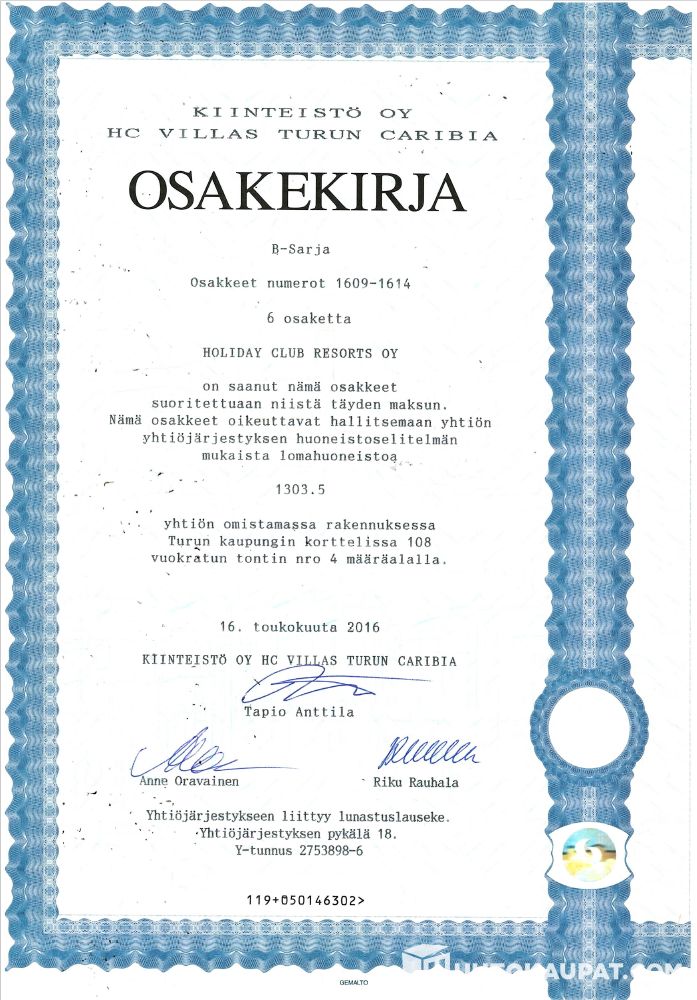 KIINTEISTÖ OY
HC VILLAS TURUN CARIBIA
OSAKEKIRJA
B-Sarja
Osakkeet numerot 1609-1614
6 osaketta
HOLIDAY CLUB RESORTS OY
on saanut nämä osakkeet
suoritettuaan niistä täyden maksun.
Nämä osakkeet oikeuttavat hallitsemaan yhtiön
yhtiöjärjestyksen huoneistoselitelmän
mukaista lomahuoneistoa
1303.5
yhtiön omistamassa rakennuksessa
Turun kaupungin korttelissa 108
vuokratun tontin nro 4 määräalalla.
16. toukokuuta 2016
KIINTEISTÖ OY HC VILLAS TURUN CARIBIA
Tapio Anttila
Anne Oravainen Riku Rauhala
Yhtiöjärjestykseen liittyy lunastuslauseke.
Yhtiöjärjestyksen pykälä 18.
Y-tunnus 2753898-6
119+050146302>
GEMALTO